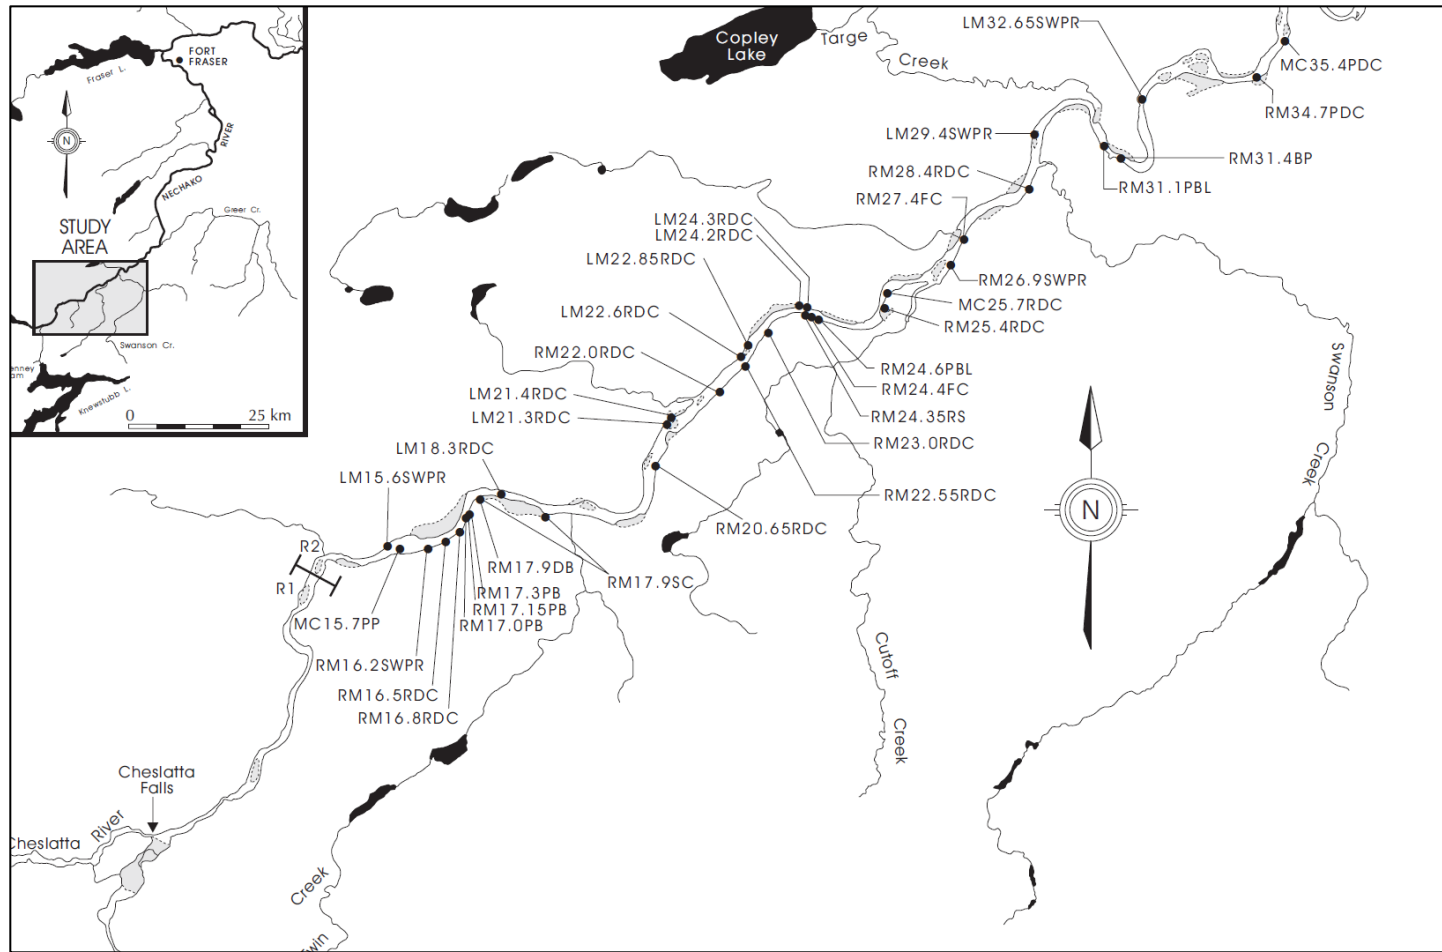 FORT
FRASER
Fraser L.
N
RIVER
NECHAKO
Greer Cr.
STUDY
AREA
Swanson Cr.
enney
am
Knewstubb L.
0
25 km
Copley
Lake
Targe
Creek
LM32.65SWPR
MC35.4PDC
RM34.7PDC
LM29.4SWPR
RM31.4BP
RM28.4RDC
RM31.1PBL
RM27.4FC
LM24.3RDC
LM24.2RDC
LM22.85RDC
RM26.9SWPR
MC25.7RDC
LM22.6RDC
RM25.4RDC
RM22.0RDC
RM24.6PBL
RM24.4FC
LM21.4RDC
RM24.35RS
LM21.3RDC
RM23.0RDC
LM18.3RDC
LM15.6SWPR
RM22.55RDC
RM20.65RDC
Swanson
Creek
N
R2
R1
RM17.9DB
RM17.9SC
RM17.3PB
RM17.15PB
RM17.0PB
MC15.7PP
RM16.2SWPR
RM16.5RDC
RM16.8RDC
Cutoff
Creek
Cheslatta
Falls
Cheslatta
River
Creek
win